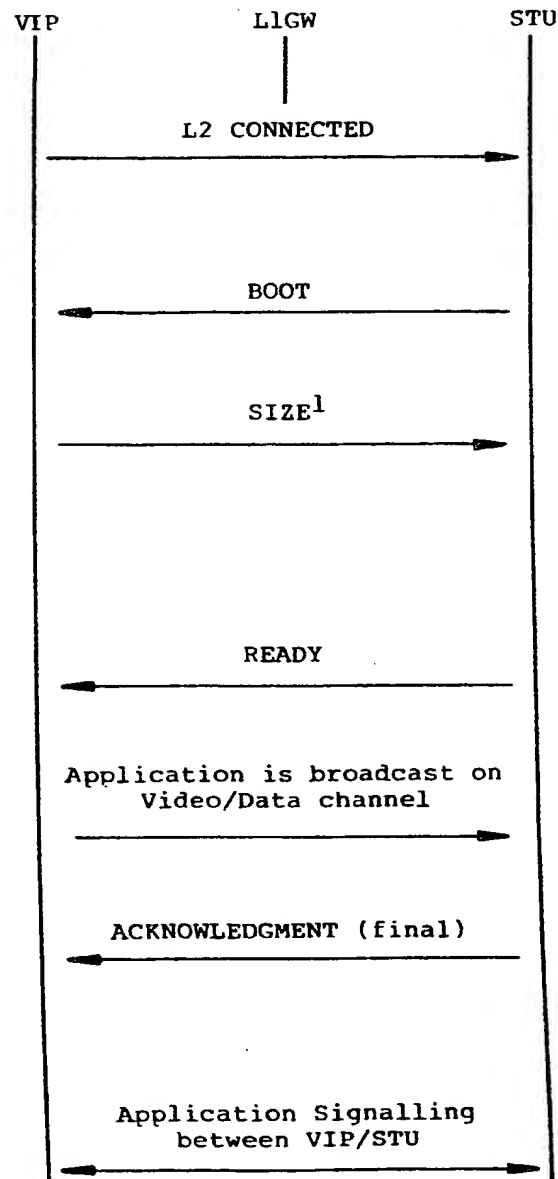 VIP L1GW STU
L2 CONNECTED
BOOT
SIZE1
READY
Application is broadcast on
Video/Data channel
ACKNOWLEDGMENT (final)
Application Signalling
between VIP/STU